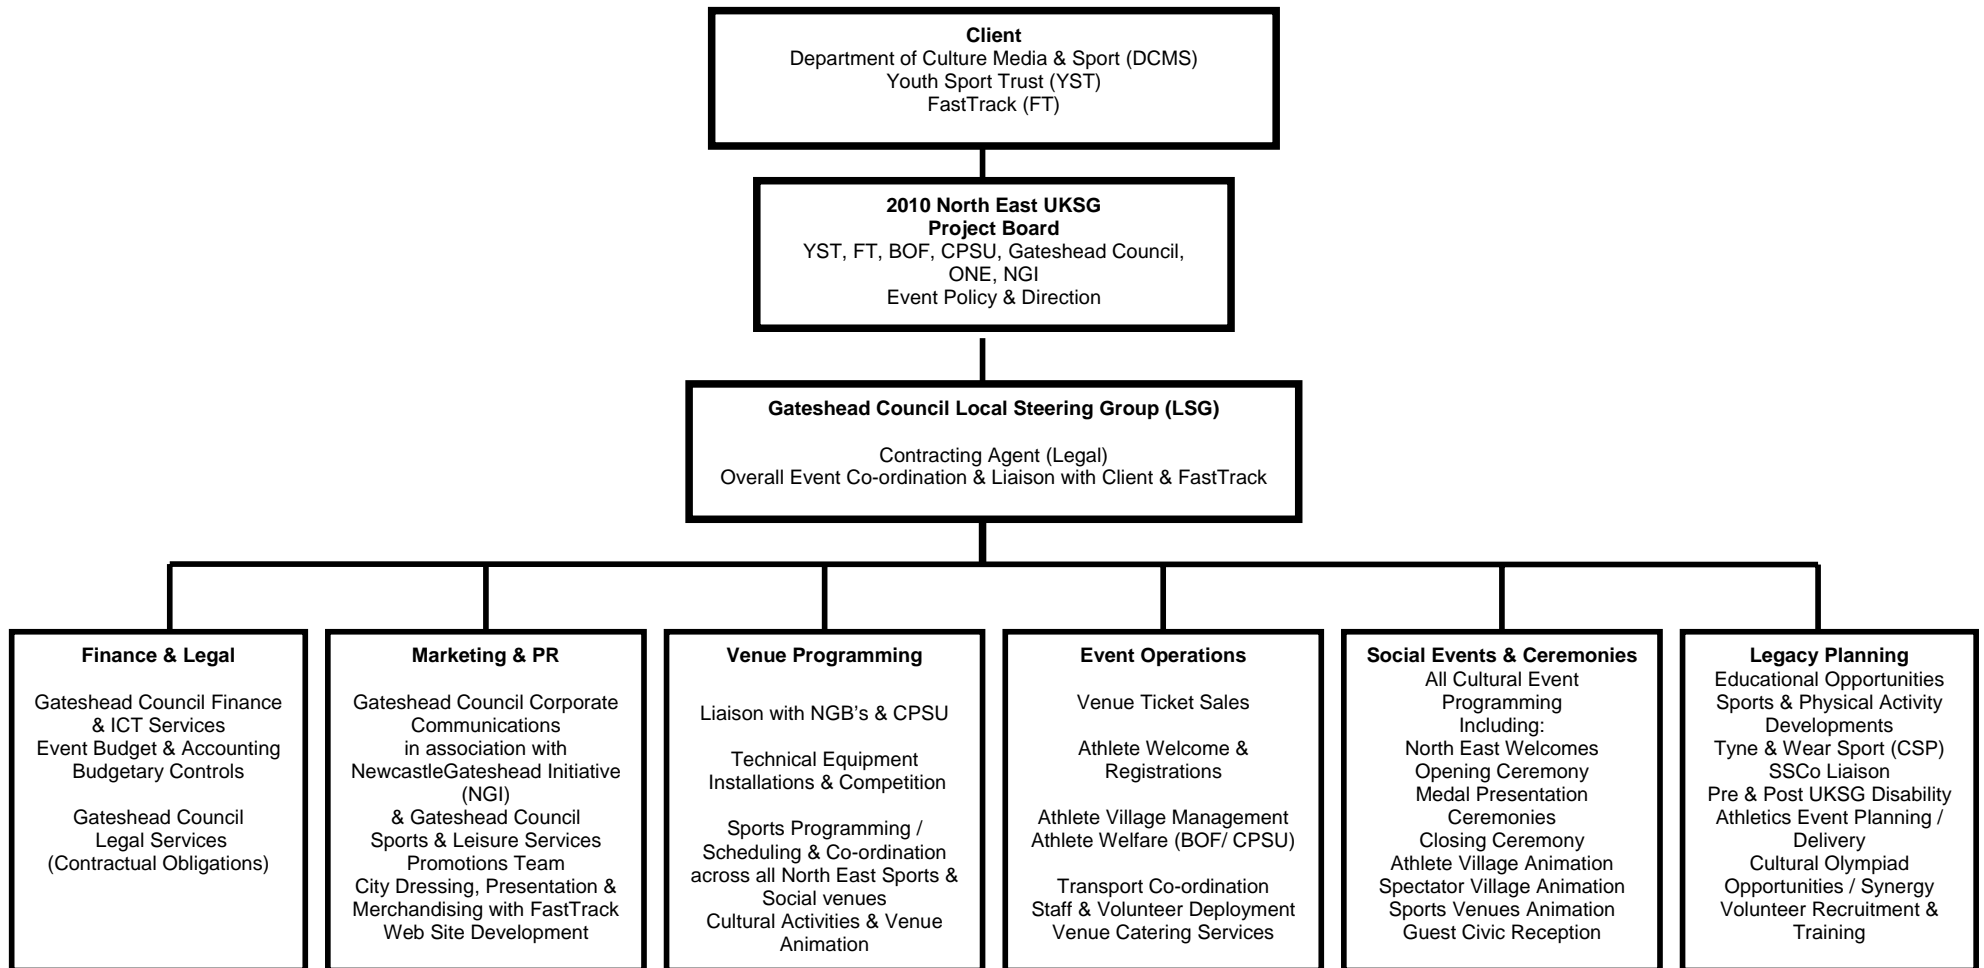 Client
Department of Culture Media & Sport (DCMS)
Youth Sport Trust (YST)
FastTrack (FT)
2010 North East UKSG
Project Board
YST, FT, BOF, CPSU, Gateshead Council,
ONE, NGI
Event Policy & Direction
Gateshead Council Local Steering Group (LSG)
Contracting Agent (Legal)
Overall Event Co-ordination & Liaison with Client & FastTrack
Finance & Legal
Gateshead Council Finance
& ICT Services
Event Budget & Accounting
Budgetary Controls
Gateshead Council
Legal Services
(Contractual Obligations)
Marketing & PR
Gateshead Council Corporate
Communications
in association with
NewcastleGateshead Initiative
(NGI)
& Gateshead Council
Sports & Leisure Services
Promotions Team
City Dressing, Presentation &
Merchandising with FastTrack
Web Site Development
Venue Programming
Liaison with NGB's & CPSU
Technical Equipment
Installations & Competition
Sports Programming /
Scheduling & Co-ordination
across all North East Sports &
Social venues
Cultural Activities & Venue
Animation
Event Operations
Venue Ticket Sales
Athlete Welcome &
Registrations
Athlete Village Management
Athlete Welfare (BOF/ CPSU)
Transport Co-ordination
Staff & Volunteer Deployment
Venue Catering Services
Social Events & Ceremonies
All Cultural Event
Programming
Including:
North East Welcomes
Opening Ceremony
Medal Presentation
Ceremonies
Closing Ceremony
Athlete Village Animation
Spectator Village Animation
Sports Venues Animation
Guest Civic Reception
Legacy Planning
Educational Opportunities
Sports & Physical Activity
Developments
Tyne & Wear Sport (CSP)
SSCo Liaison
Pre & Post UKSG Disability
Athletics Event Planning /
Delivery
Cultural Olympiad
Opportunities / Synergy
Volunteer Recruitment &
Training